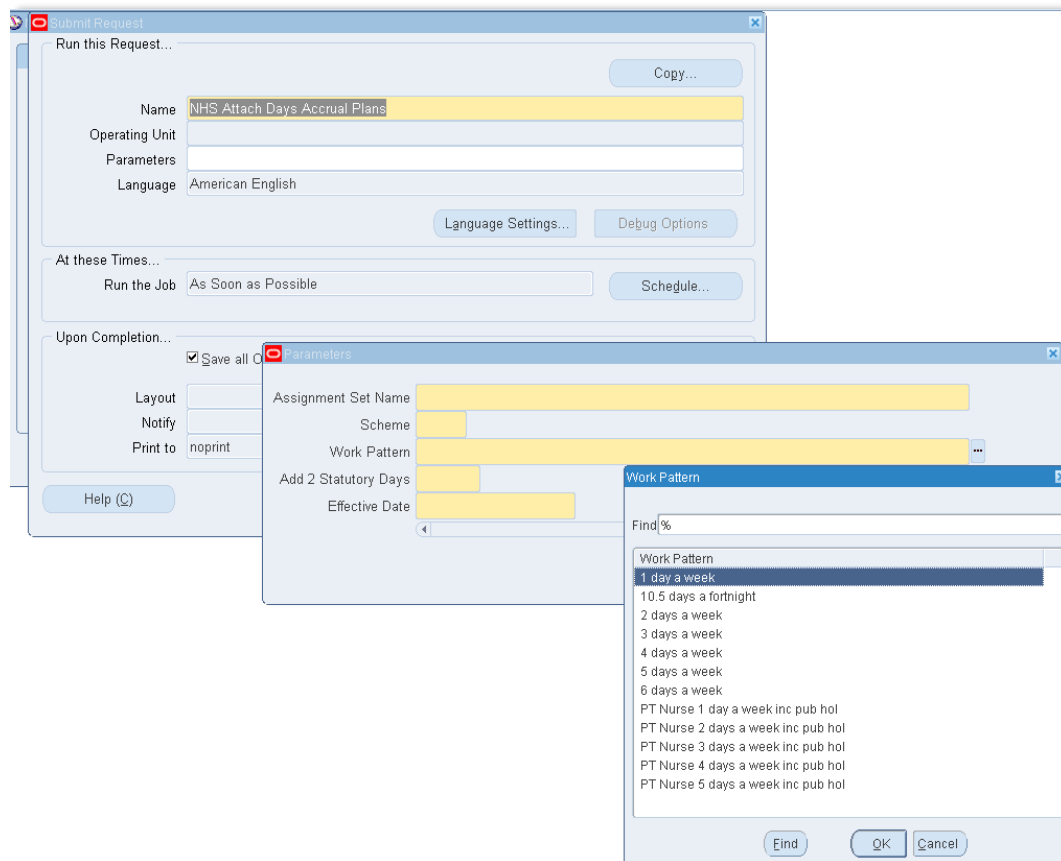 Submit Request
Run this Request...
Copy...
Name NHS Attach Days Accrual Plans
Operating Unit
Parameters
Language American English
Language Settings... Debug Options
At these Times...
Run the Job As Soon as Possible Schedule...
Upon Completion...
Save all O
Layout
Notify
Print to noprint
Help (C)
Parameters
Assignment Set Name
Scheme
Work Pattern ...
Add 2 Statutory Days
Effective Date
Work Pattern
Find %
Work Pattern
1 day a week
10.5 days a fortnight
2 days a week
3 days a week
4 days a week
5 days a week
6 days a week
PT Nurse 1 day a week inc pub hol
PT Nurse 2 days a week inc pub hol
PT Nurse 3 days a week inc pub hol
PT Nurse 4 days a week inc pub hol
PT Nurse 5 days a week inc pub hol
Find OK Cancel